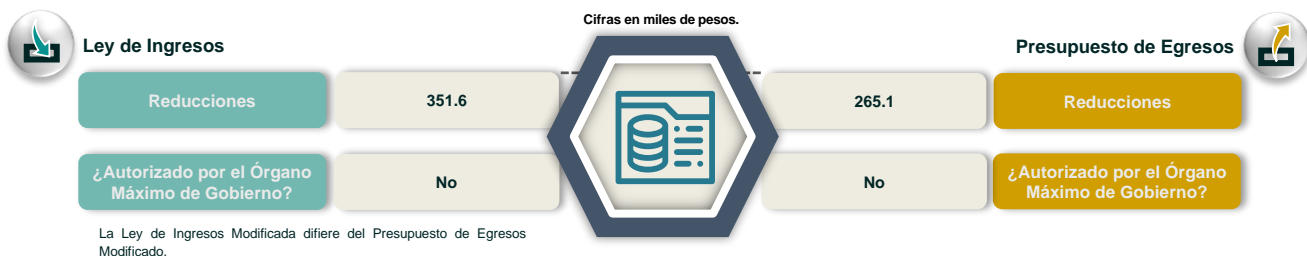 Cifras en miles de pesos.
Ley de Ingresos
Presupuesto de Egresos
Reducciones
351.6
265.1
Reducciones
¿Autorizado por el Órgano
Máximo de Gobierno?
No
No
¿Autorizado por el Órgano
Máximo de Gobierno?
La Ley de Ingresos Modificada difiere del Presupuesto de Egresos
Modificado.